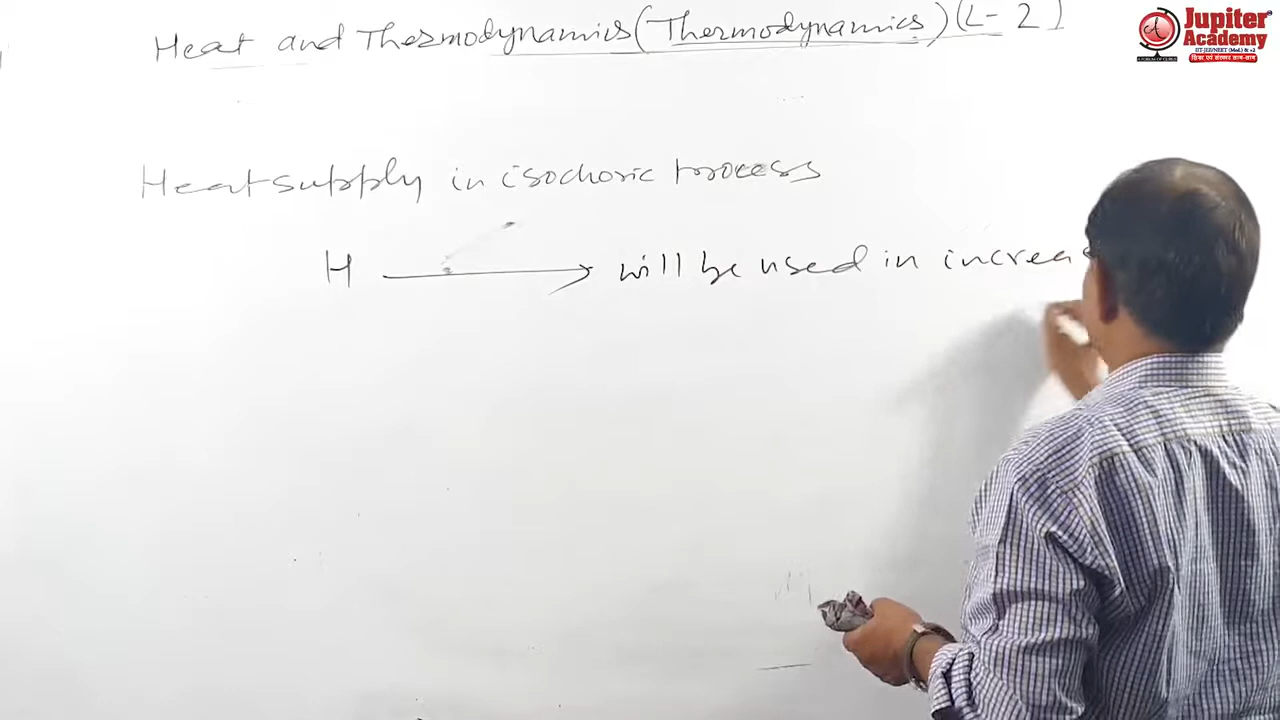 Heat and Thermodynamics (Thermodynamics) (L-2)
Jupiter
Academy
Heat supply in isochoric process
H → will be used in increa